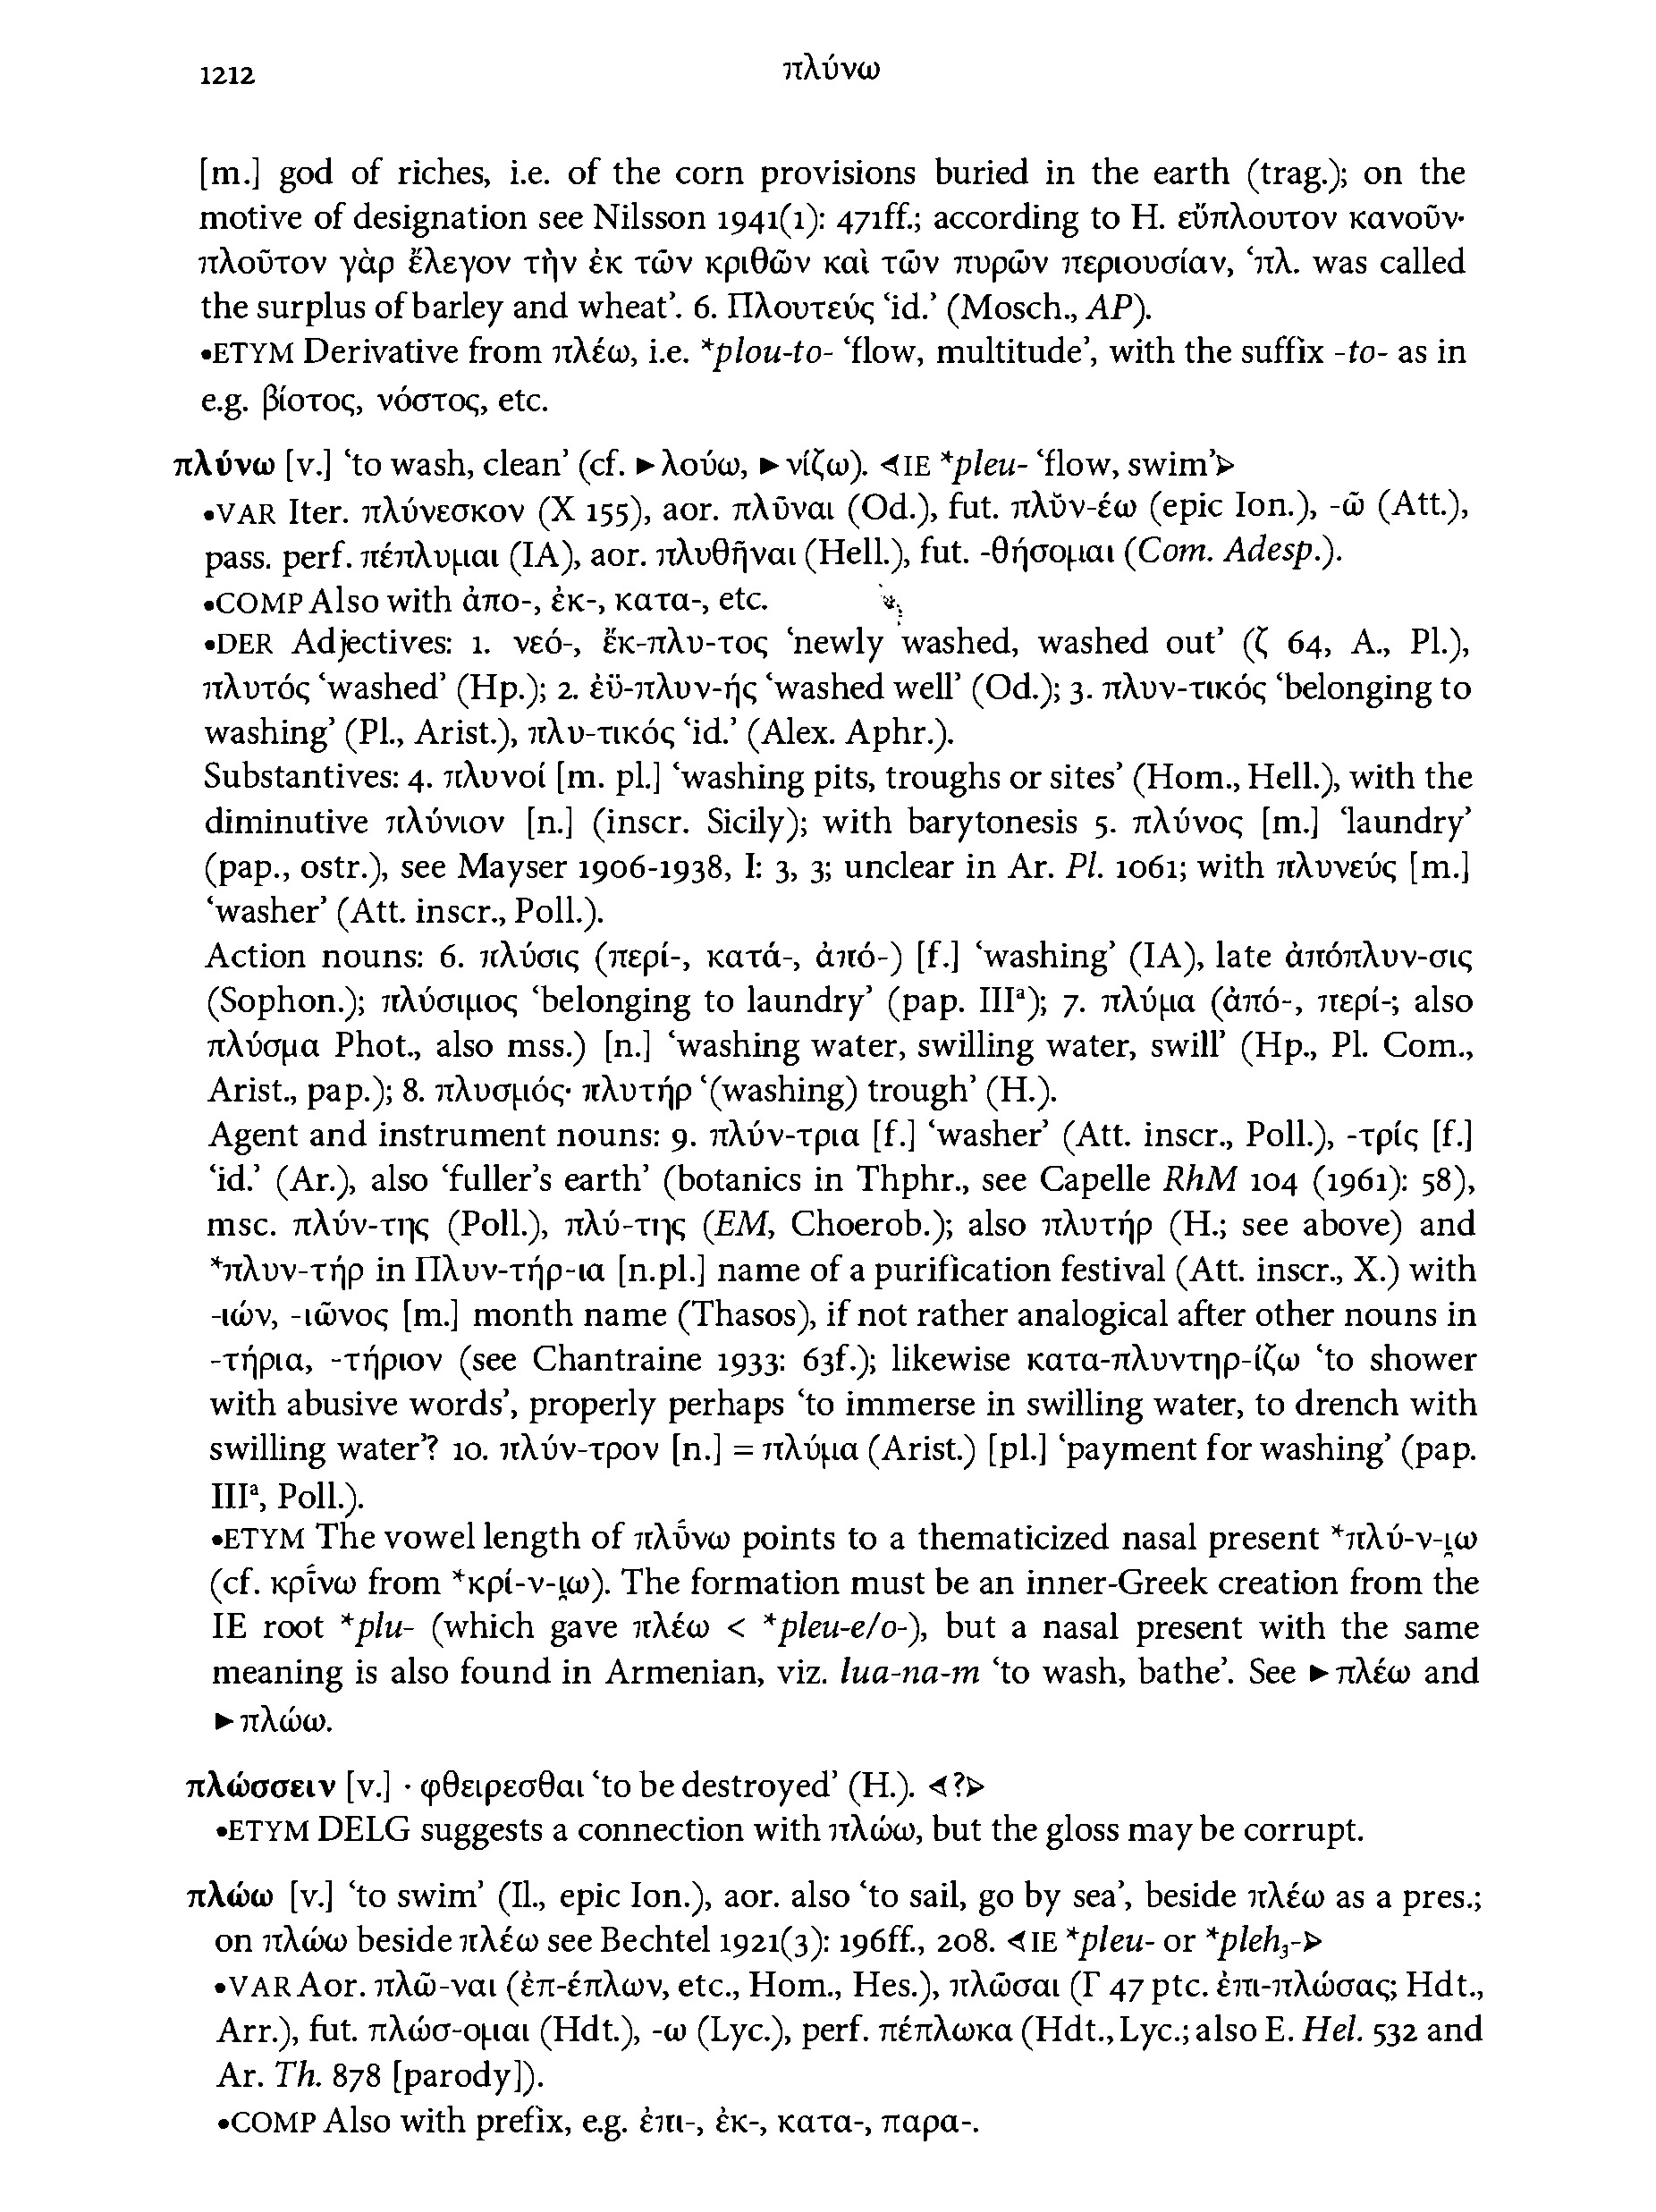 1212 πλύνω
[m.] god of riches, i.e. of the corn provisions buried in the earth (trag.); on the
motive of designation see Nilsson 1941(1): 471ff.; according to H. εὔπλουτον κανοῦν·
πλοῦτον γὰρ ἔλεγον τὴν ἐκ τῶν κριθῶν καὶ τῶν πυρῶν περιουσίαν, ‘πλ. was called
the surplus of barley and wheat’. 6. Πλουτεύς ‘id.’ (Mosch., AP).
•ETYM Derivative from πλέω, i.e. *plou-to- ‘flow, multitude’, with the suffix -to- as in
e.g. βίοτος, νόστος, etc.
πλύνω [v.] ‘to wash, clean’ (cf. ►λούω, ►νίζω). ⊲IE *pleu- ‘flow, swim’⊳
•VAR Iter. πλύνεσκον (X 155), aor. πλῦναι (Od.), fut. πλῠν-έω (epic Ion.), -ῶ (Att.),
pass. perf. πέπλυμαι (IA), aor. πλυθῆναι (Hell.), fut. -θήσομαι (Com. Adesp.).
•COMP Also with ἀπο-, ἐκ-, κατα-, etc.
•DER Adjectives: 1. νεό-, ἔκ-πλυ-τος ‘newly washed, washed out’ (ζ 64, A., Pl.),
πλυτός ‘washed’ (Hp.); 2. ἐϋ-πλυν-ής ‘washed well’ (Od.); 3. πλυν-τικός ‘belonging to
washing’ (Pl., Arist.), πλυ-τικός ‘id.’ (Alex. Aphr.).
Substantives: 4. πλυνοί [m. pl.] ‘washing pits, troughs or sites’ (Hom., Hell.), with the
diminutive πλύνιον [n.] (inscr. Sicily); with barytonesis 5. πλύνος [m.] ‘laundry’
(pap., ostr.), see Mayser 1906-1938, I: 3, 3; unclear in Ar. Pl. 1061; with πλυνεύς [m.]
‘washer’ (Att. inscr., Poll.).
Action nouns: 6. πλύσις (περί-, κατά-, ἀπό-) [f.] ‘washing’ (IA), late ἀπόπλυν-σις
(Sophon.); πλύσιμος ‘belonging to laundry’ (pap. IIIᵃ); 7. πλύμα (ἀπό-, περί-; also
πλύσμα Phot., also mss.) [n.] ‘washing water, swilling water, swill’ (Hp., Pl. Com.,
Arist., pap.); 8. πλυσμός· πλυτήρ ‘(washing) trough’ (H.).
Agent and instrument nouns: 9. πλύν-τρια [f.] ‘washer’ (Att. inscr., Poll.), -τρίς [f.]
‘id.’ (Ar.), also ‘fuller’s earth’ (botanics in Thphr., see Capelle RhM 104 (1961): 58),
msc. πλύν-της (Poll.), πλύ-της (EM, Choerob.); also πλυτήρ (H.; see above) and
*πλυν-τήρ in Πλυν-τήρ-ια [n.pl.] name of a purification festival (Att. inscr., X.) with
-ιών, -ιῶνος [m.] month name (Thasos), if not rather analogical after other nouns in
-τήρια, -τήριον (see Chantraine 1933: 63f.); likewise κατα-πλυντηρ-ίζω ‘to shower
with abusive words’, properly perhaps ‘to immerse in swilling water, to drench with
swilling water’? 10. πλύν-τρον [n.] = πλύμα (Arist.) [pl.] ‘payment for washing’ (pap.
IIIᵃ, Poll.).
•ETYM The vowel length of πλῡ́νω points to a thematicized nasal present *πλύ-ν-ι̯ω
(cf. κρῑ́νω from *κρί-ν-ι̯ω). The formation must be an inner-Greek creation from the
IE root *plu- (which gave πλέω < *pleu-e/o-), but a nasal present with the same
meaning is also found in Armenian, viz. lua-na-m ‘to wash, bathe’. See ►πλέω and
►πλώω.
πλώσσειν [v.] · φθειρεσθαι ‘to be destroyed’ (H.). ⊲?⊳
•ETYM DELG suggests a connection with πλώω, but the gloss may be corrupt.
πλώω [v.] ‘to swim’ (Il., epic Ion.), aor. also ‘to sail, go by sea’, beside πλέω as a pres.;
on πλώω beside πλέω see Bechtel 1921(3): 196ff., 208. ⊲IE *pleu- or *pleh₃-⊳
•VAR Aor. πλῶ-ναι (ἐπ-έπλων, etc., Hom., Hes.), πλῶσαι (Γ 47 ptc. ἐπι-πλώσας; Hdt.,
Arr.), fut. πλώσ-ομαι (Hdt.), -ω (Lyc.), perf. πέπλωκα (Hdt., Lyc.; also E. Hel. 532 and
Ar. Th. 878 [parody]).
•COMP Also with prefix, e.g. ἐπι-, ἐκ-, κατα-, παρα-.